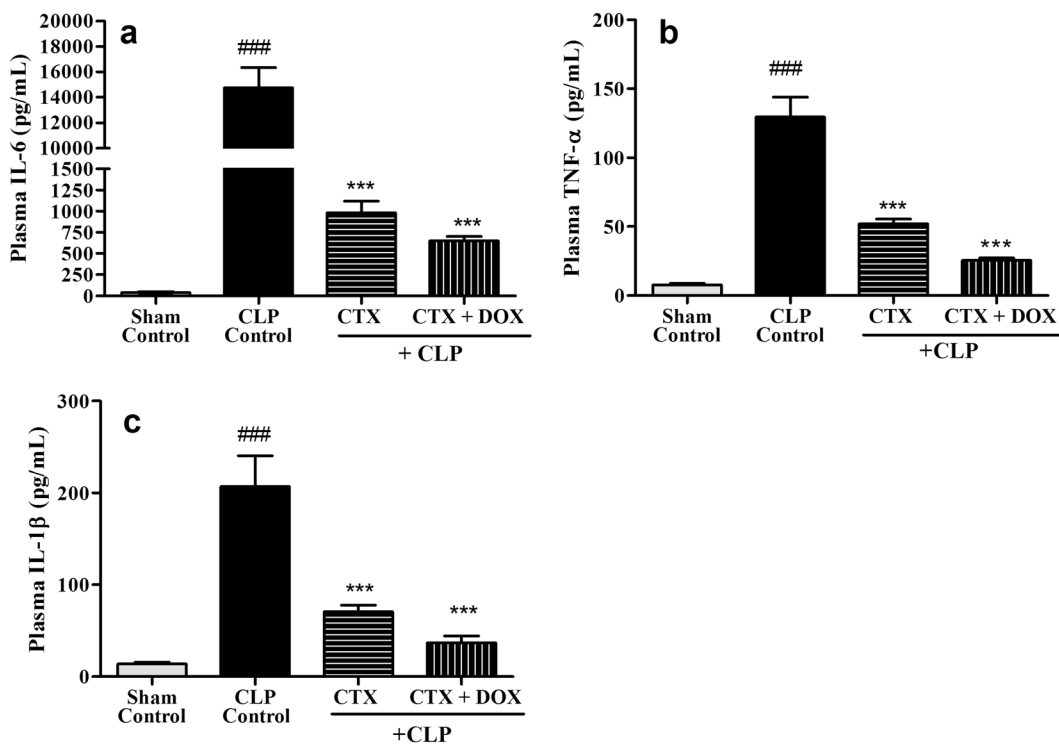 a
Plasma IL-6 (pg/mL)
20000
18000
16000
14000
12000
10000
1500
1250
1000
750
500
250
0
###
***
***
Sham
Control
CLP
Control
CTX
CTX + DOX
+ CLP
b
Plasma TNF-α (pg/mL)
200
150
100
50
0
###
***
***
Sham
Control
CLP
Control
CTX
CTX + DOX
+CLP
c
Plasma IL-1β (pg/mL)
300
200
100
0
###
***
***
Sham
Control
CLP
Control
CTX
CTX + DOX
+CLP